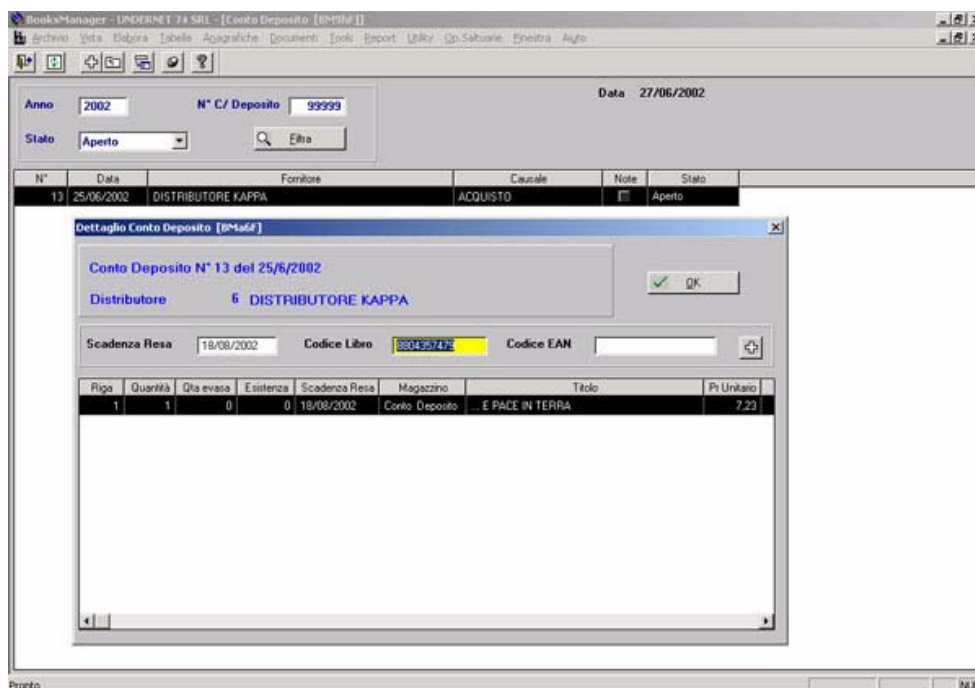 BooksManager - UNDERNET 74 SRL - [Conto Deposito [BM9hF]]
Archivio Vista Elabora Tabelle Anagrafiche Documenti Tools Report Utility Op.Saltuarie Finestra Aiuto
Data 27/06/2002
Anno 2002 N° C/ Deposito 99999
Stato Aperto Filtra
N° Data Fornitore Causale Note Stato
13 25/06/2002 DISTRIBUTORE KAPPA ACQUISTO Aperto
Dettaglio Conto Deposito [BMa6F]
Conto Deposito N° 13 del 25/6/2002
OK
Distributore 6 DISTRIBUTORE KAPPA
Scadenza Resa 18/08/2002 Codice Libro 8804357479 Codice EAN
Riga Quantità Qta evasa Esistenza Scadenza Resa Magazzino Titolo Pr Unitario
1 1 0 0 18/08/2002 Conto Deposito ... E PACE IN TERRA 7,23
Pronto NU